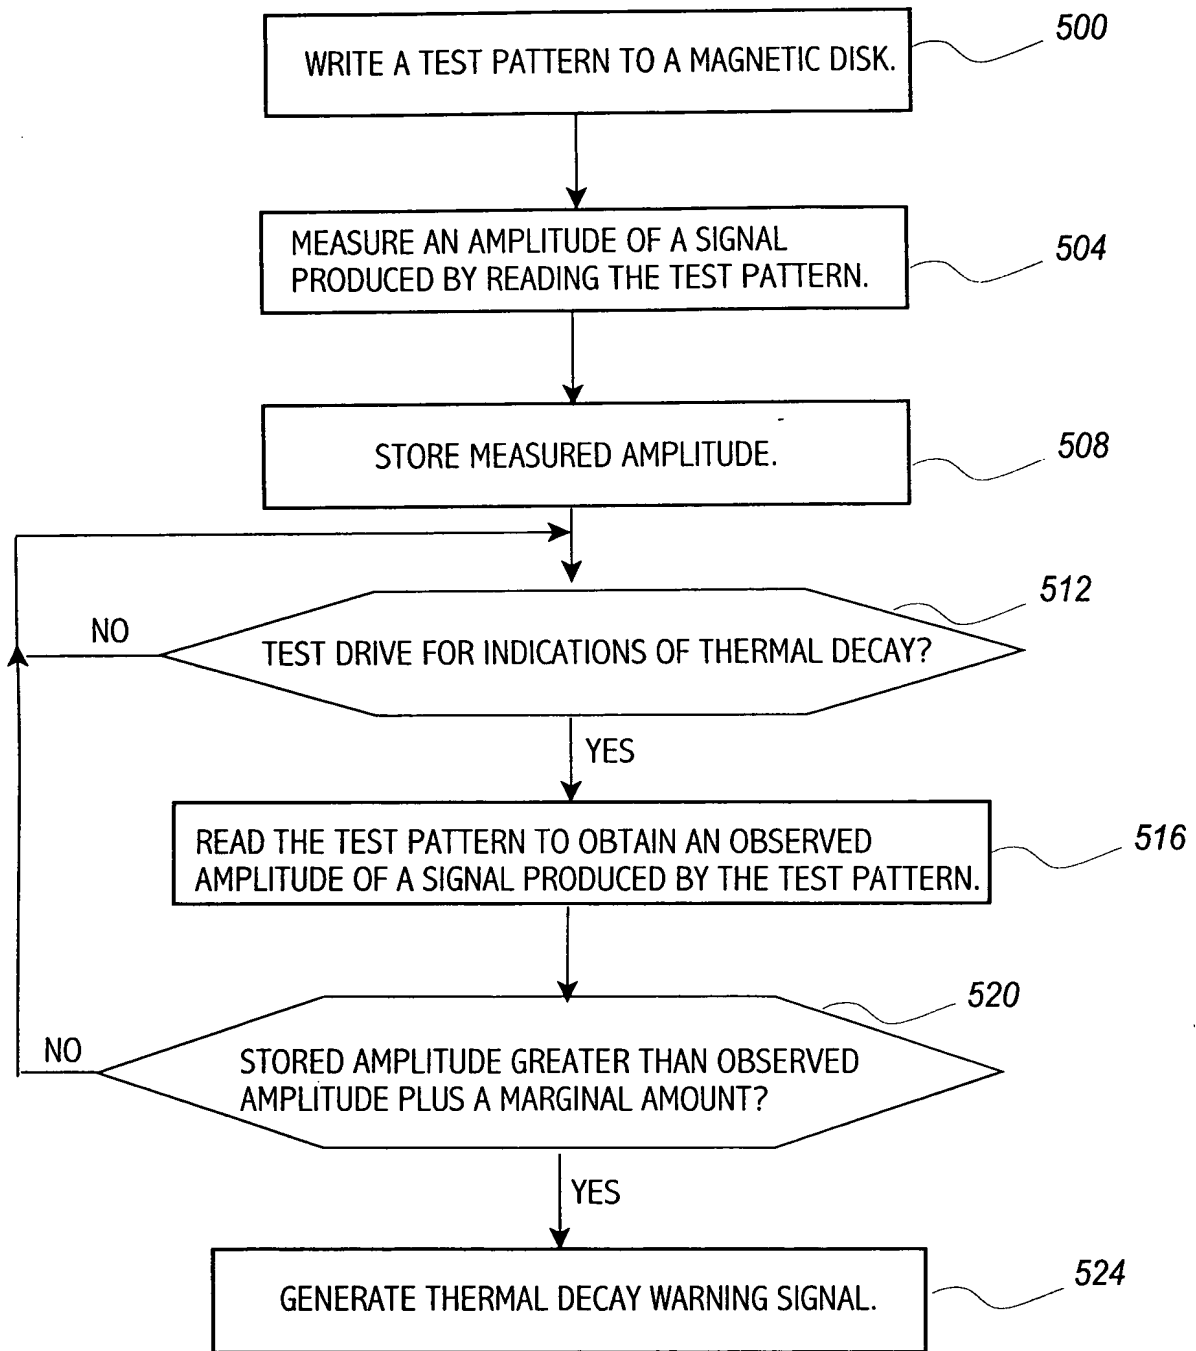 500
WRITE A TEST PATTERN TO A MAGNETIC DISK.
MEASURE AN AMPLITUDE OF A SIGNAL
PRODUCED BY READING THE TEST PATTERN.
504
STORE MEASURED AMPLITUDE.
508
512
NO
TEST DRIVE FOR INDICATIONS OF THERMAL DECAY?
YES
READ THE TEST PATTERN TO OBTAIN AN OBSERVED
AMPLITUDE OF A SIGNAL PRODUCED BY THE TEST PATTERN.
516
520
NO
STORED AMPLITUDE GREATER THAN OBSERVED
AMPLITUDE PLUS A MARGINAL AMOUNT?
YES
GENERATE THERMAL DECAY WARNING SIGNAL.
524